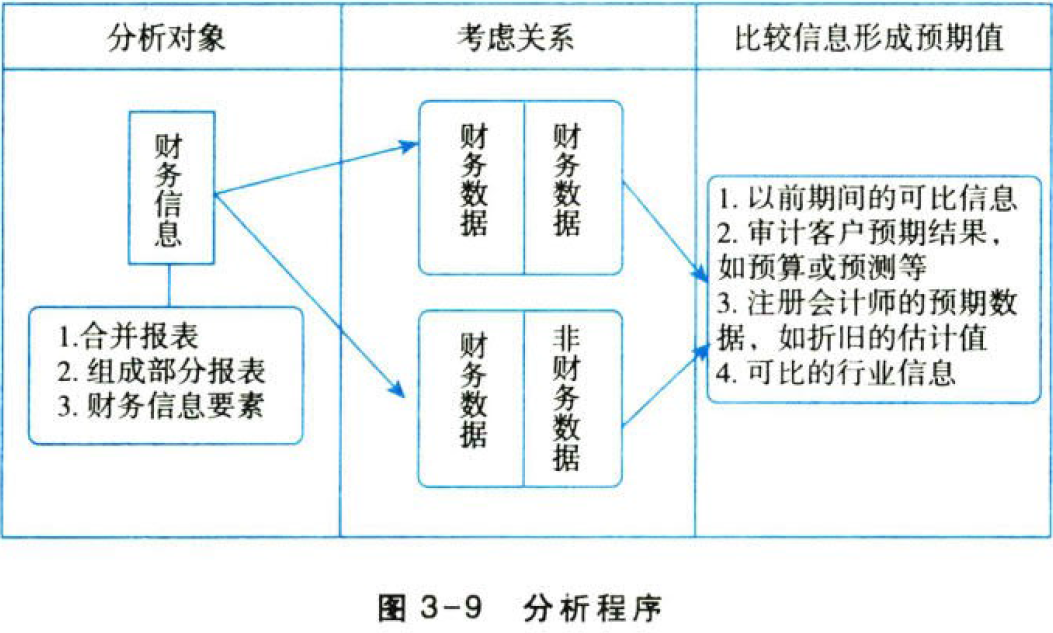 分析对象
考虑关系
比较信息形成预期值
财务信息
1.合并报表
2. 组成部分报表
3. 财务信息要素
财务数据
财务数据
财务数据
非财务数据
1. 以前期间的可比信息
2. 审计客户预期结果，
如预算或预测等
3. 注册会计师的预期数
据，如折旧的估计值
4. 可比的行业信息
图 3-9 分析程序